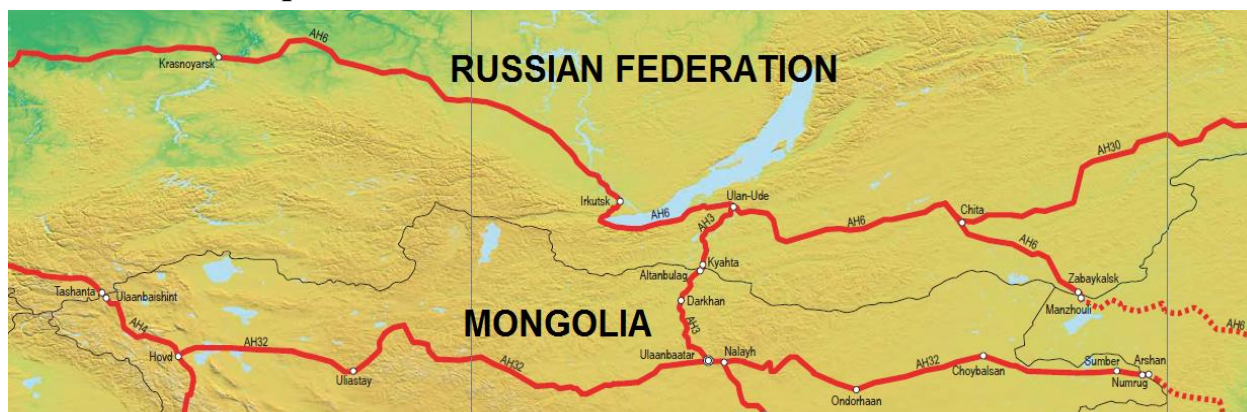 AH6
Krasnoyarsk
RUSSIAN FEDERATION
AH30
Irkutsk
Ulan-Ude
AH6
AH3
AH6
Chita
AH6
Kyahta
Altanbulag
Tashanta
Ulaanbaishint
Zabaykalsk
Manzhouli
Darkhan
AH6
AH4
MONGOLIA
AH3
Hovd
AH32
Uliastay
AH32
Ulaanbaatar
Nalayh
AH32
Choybalsan
Sumber
Arshan
Numrug
Ondorhaan